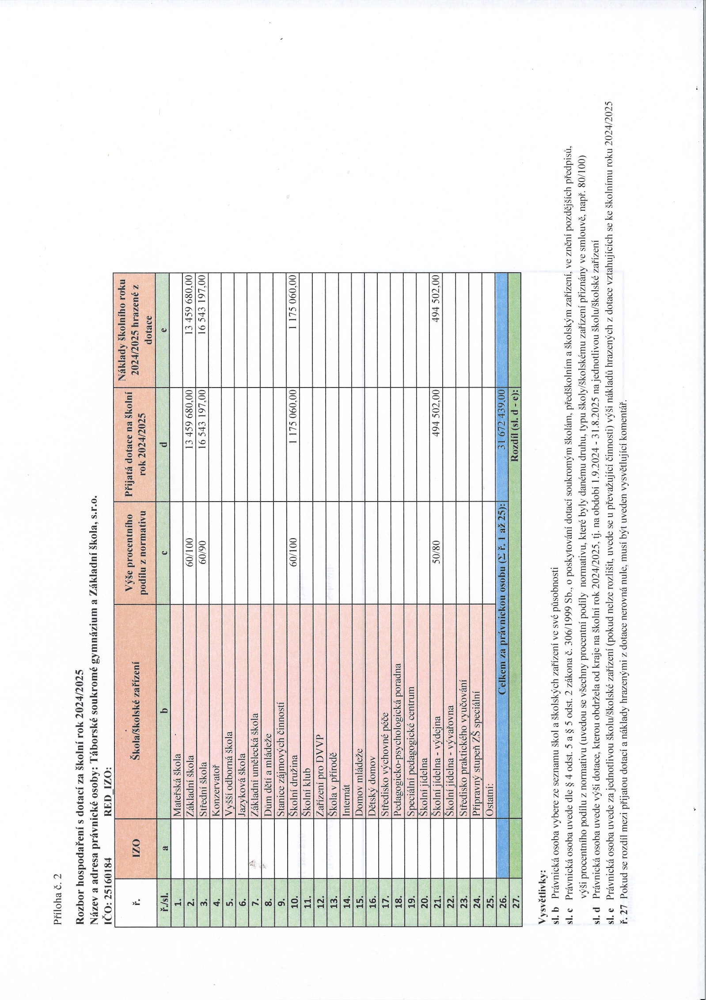 Příloha č. 2
Rozbor hospodaření s dotací za školní rok 2024/2025
Název a adresa právnické osoby: Táborské soukromé gymnázium a Základní škola, s.r.o.
IČO: 25160184 RED_IZO:
ř. IZO Škola/školské zařízení Výše procentního podílu z normativu Přijatá dotace na školní rok 2024/2025 Náklady školního roku 2024/2025 hrazené z dotace
ř./sl. a b c d e
1. Mateřská škola
2. Základní škola 60/100 13 459 680,00 13 459 680,00
3. Střední škola 60/90 16 543 197,00 16 543 197,00
4. Konzervatoř
5. Vyšší odborná škola
6. Jazyková škola
7. Základní umělecká škola
8. Dům dětí a mládeže
9. Stanice zájmových činností
10. Školní družina 60/100 1 175 060,00 1 175 060,00
11. Školní klub
12. Zařízení pro DVVP
13. Škola v přírodě
14. Internát
15. Domov mládeže
16. Dětský domov
17. Středisko výchovné péče
18. Pedagogicko-psychologická poradna
19. Speciální pedagogické centrum
20. Školní jídelna
21. Školní jídelna - výdejna 50/80 494 502,00 494 502,00
22. Školní jídelna - vývařovna
23. Středisko praktického vyučování
24. Přípravný stupeň ZŠ speciální
25. Ostatní:
26. Celkem za právnickou osobu (Σ ř. 1 až 25): 31 672 439,00
27. Rozdíl (sl. d - e):
Vysvětlivky:
sl. b Právnická osoba vybere ze seznamu škol a školských zařízení ve své působnosti
sl. c Právnická osoba uvede dle § 4 odst. 5 a § 5 odst. 2 zákona č. 306/1999 Sb., o poskytování dotací soukromým školám, předškolním a školským zařízení, ve znění pozdějších předpisů,
výši procentního podílu z normativu (uvedou se všechny procentní podíly normativu, které byly danému druhu, typu školy/školskému zařízení přiznány ve smlouvě, např. 80/100)
sl. d Právnická osoba uvede výši dotace, kterou obdržela od kraje na školní rok 2024/2025, tj. na období 1.9.2024 - 31.8.2025 na jednotlivou školu/školské zařízení
sl. e Právnická osoba uvede za jednotlivou školu/školské zařízení (pokud nelze rozlišit, uvede se u převažující činnosti) výši nákladů hrazených z dotace vztahujících se ke školnímu roku 2024/2025
ř. 27 Pokud se rozdíl mezi přijatou dotací a náklady hrazenými z dotace nerovná nule, musí být uveden vysvětlující komentář.